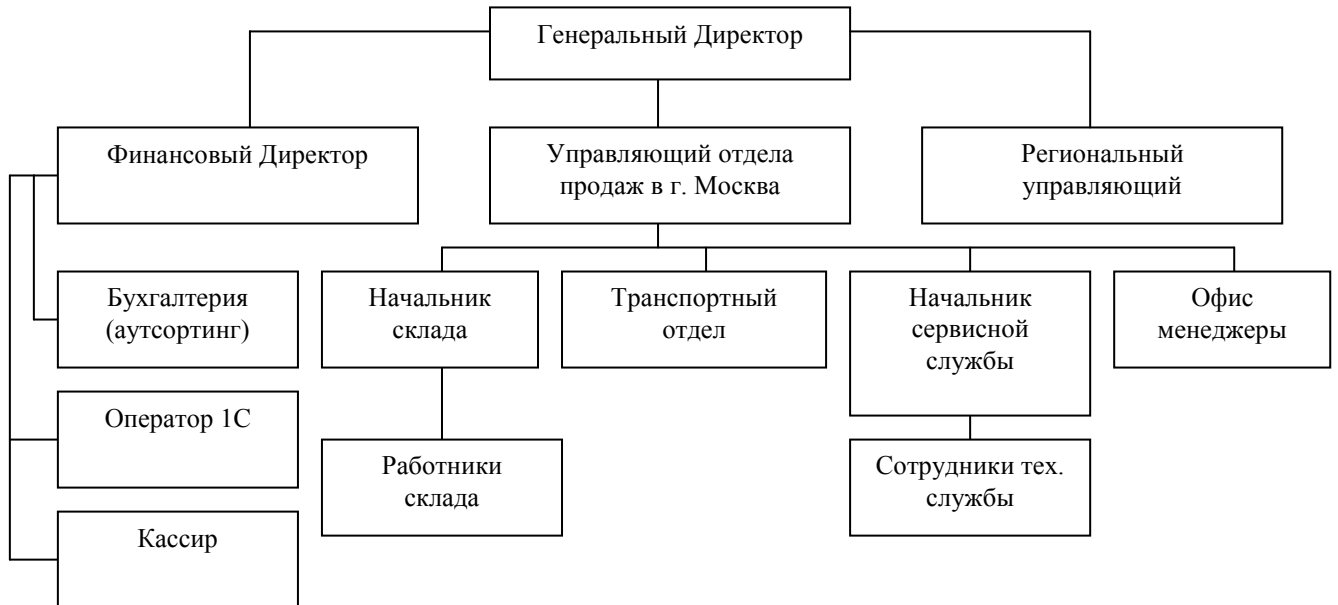 Генеральный Директор
Финансовый Директор
Управляющий отдела
продаж в г. Москва
Региональный
управляющий
Бухгалтерия
(аутсортинг)
Начальник
склада
Транспортный
отдел
Начальник
сервисной
службы
Офис
менеджеры
Оператор 1С
Работники
склада
Сотрудники тех.
службы
Кассир